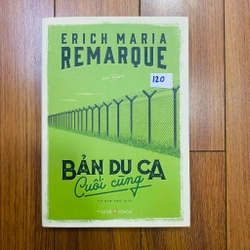 ERICH MARIA
REMARQUE
120
BẢN DU CA
Cuối cùng